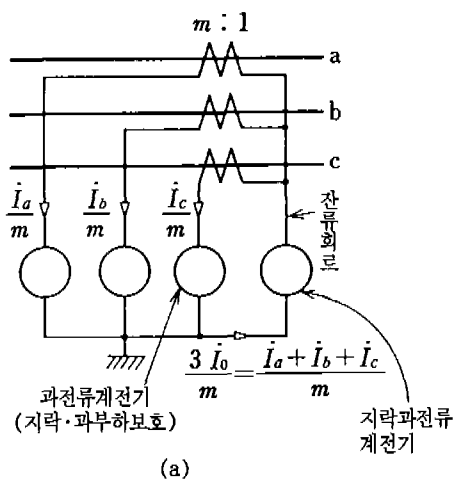 m : 1
a
b
c
İa/m
İb/m
İc/m
잔류회로
3 İ0/m = İa + İb + İc/m
과전류계전기
(지락·과부하보호)
지락과전류
계전기
(a)